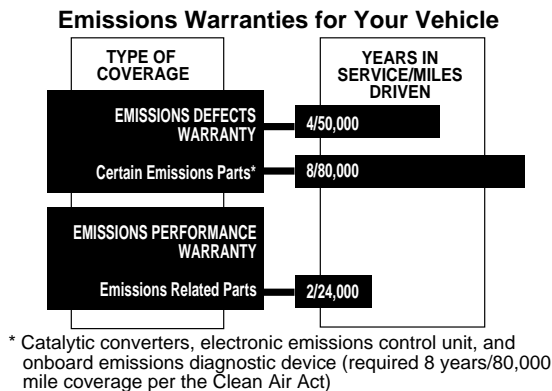 Emissions Warranties for Your Vehicle
TYPE OF
COVERAGE
YEARS IN
SERVICE/MILES
DRIVEN
EMISSIONS DEFECTS
WARRANTY
4/50,000
Certain Emissions Parts*
8/80,000
EMISSIONS PERFORMANCE
WARRANTY
Emissions Related Parts
2/24,000
* Catalytic converters, electronic emissions control unit, and
onboard emissions diagnostic device (required 8 years/80,000
mile coverage per the Clean Air Act)